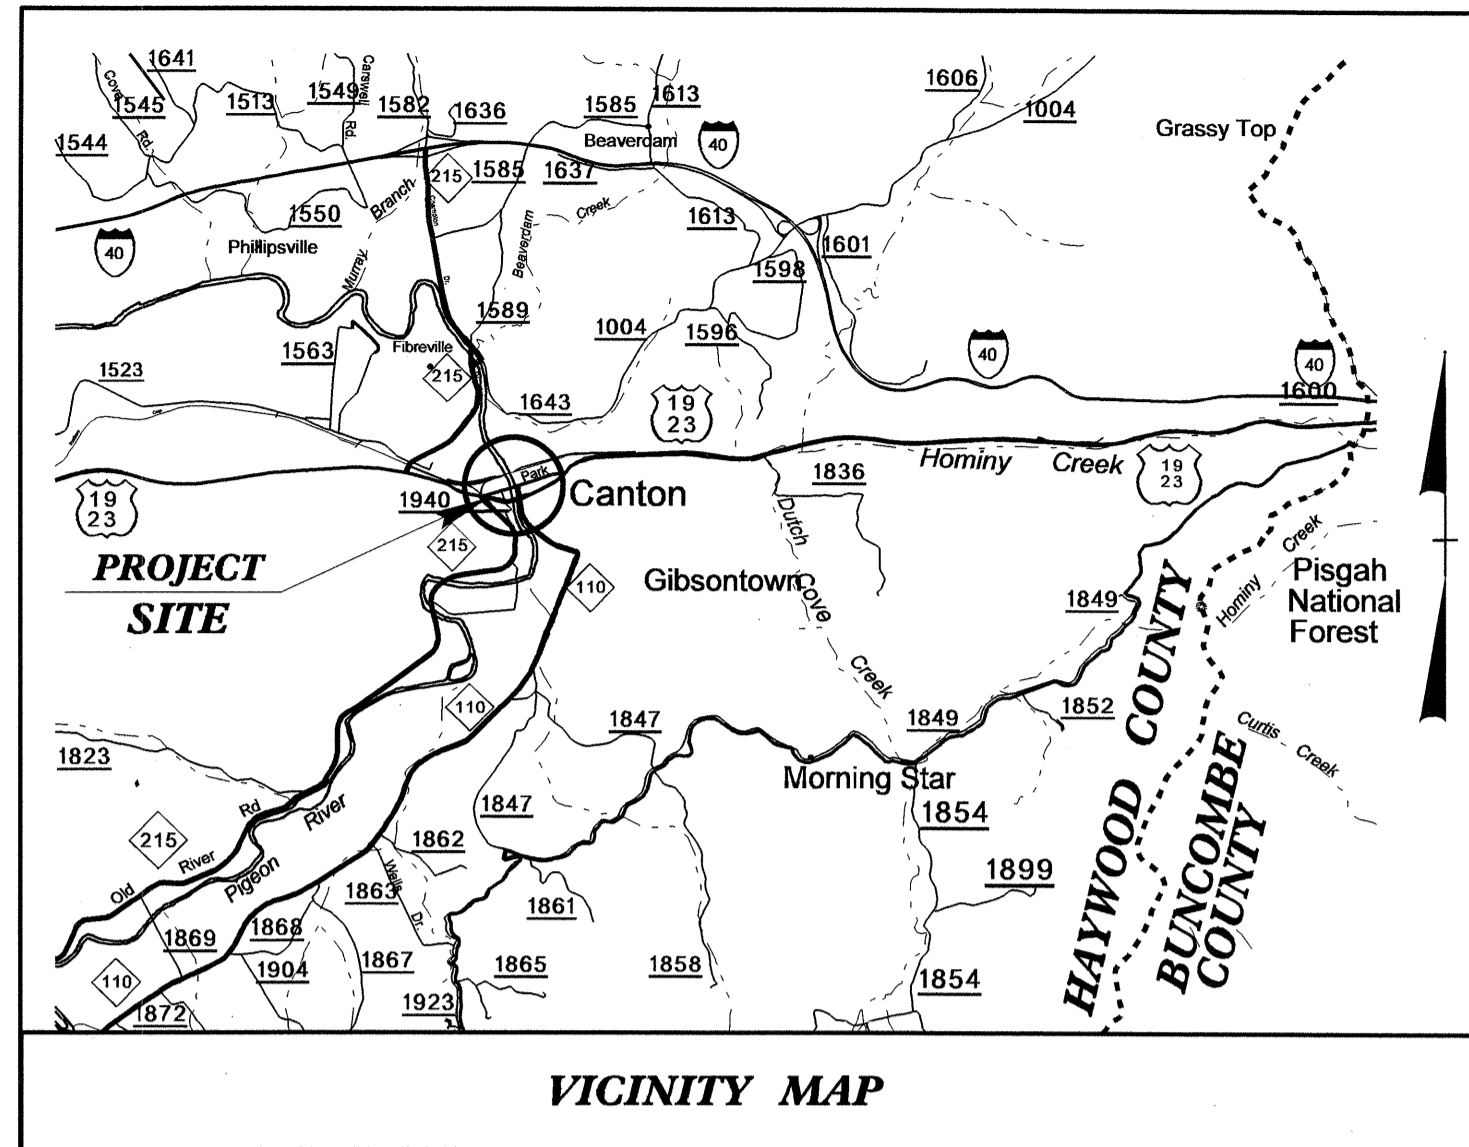 1641
Cove
Rd.
1545
1513
1549
Carswell
Rd
1582
1636
1585
1613
1606
1004
1544
Beaverdam
40
Grassy Top
215
1585
1637
1550
Branch
Beaverdam
Creek
1613
1601
40
Phillipsville
Murray
Dr.
1598
1589
1004
1596
1563
Fibreville
215
40
40
1600
1523
1643
19
23
Hominy Creek
19
23
1836
Park
Canton
1940
19
23
215
PROJECT
SITE
Dutch
Cove
Creek
Gibsontown
110
1849
Hominy
Creek
Pisgah
National
Forest
110
1847
1849
1852
Curtis Creek
1823
Morning Star
HAYWOOD COUNTY
BUNCOMBE
COUNTY
1847
1854
215
Old River Rd
Pigeon River
1862
1863
Walls Dr.
1899
1861
1869
1868
1867
1904
1865
1858
1854
110
1872
1923
VICINITY MAP